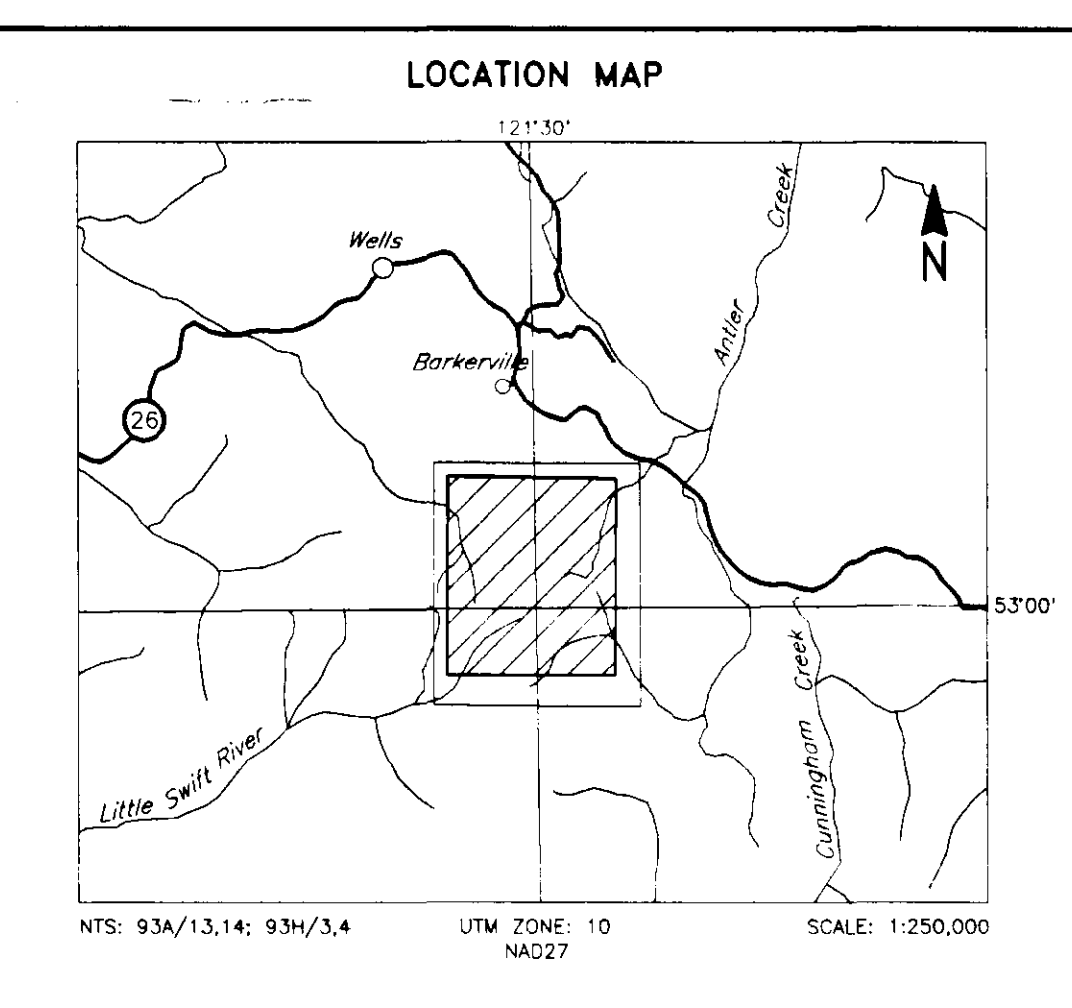 LOCATION MAP
121°30'
Creek
Wells
N
Antler
Barkerville
26
53°00'
Creek
Cunningham
Little Swift River
NTS: 93A/13,14; 93H/3,4
UTM ZONE: 10
SCALE: 1:250,000
NAD27